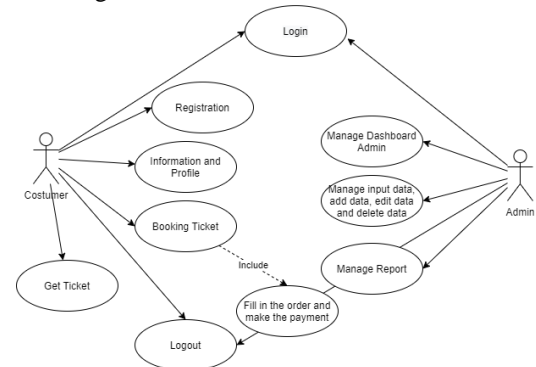 Login
Registration
Manage Dashboard
Admin
Information and
Profile
Costumer
Manage input data,
add data, edit data
and delete data
Admin
Booking Ticket
Include
Manage Report
Get Ticket
Fill in the order and
make the payment
Logout